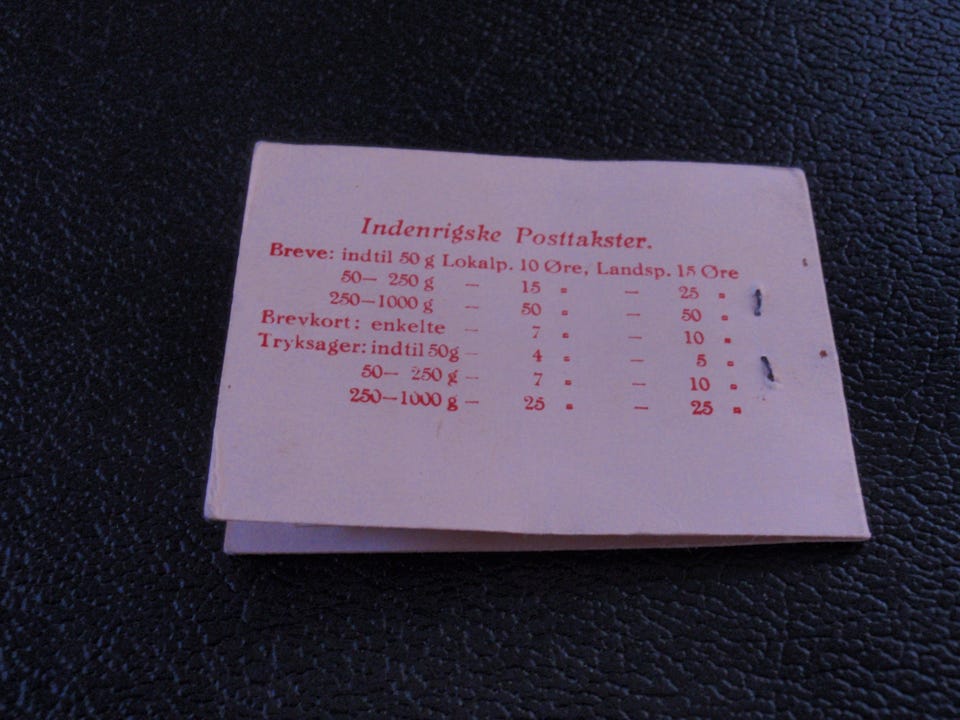 Indenrigske Posttakster.
Breve: indtil 50 g Lokalp. 10 Øre, Landsp. 15 Øre
50— 250 g — 15 „ — 25 „
250—1000 g — 50 „ — 50 „
Brevkort: enkelte — 7 „ — 10 „
Tryksager: indtil 50g — 4 „ — 5 „
50— 250 g — 7 „ — 10 „
250—1000 g — 25 „ — 25 „